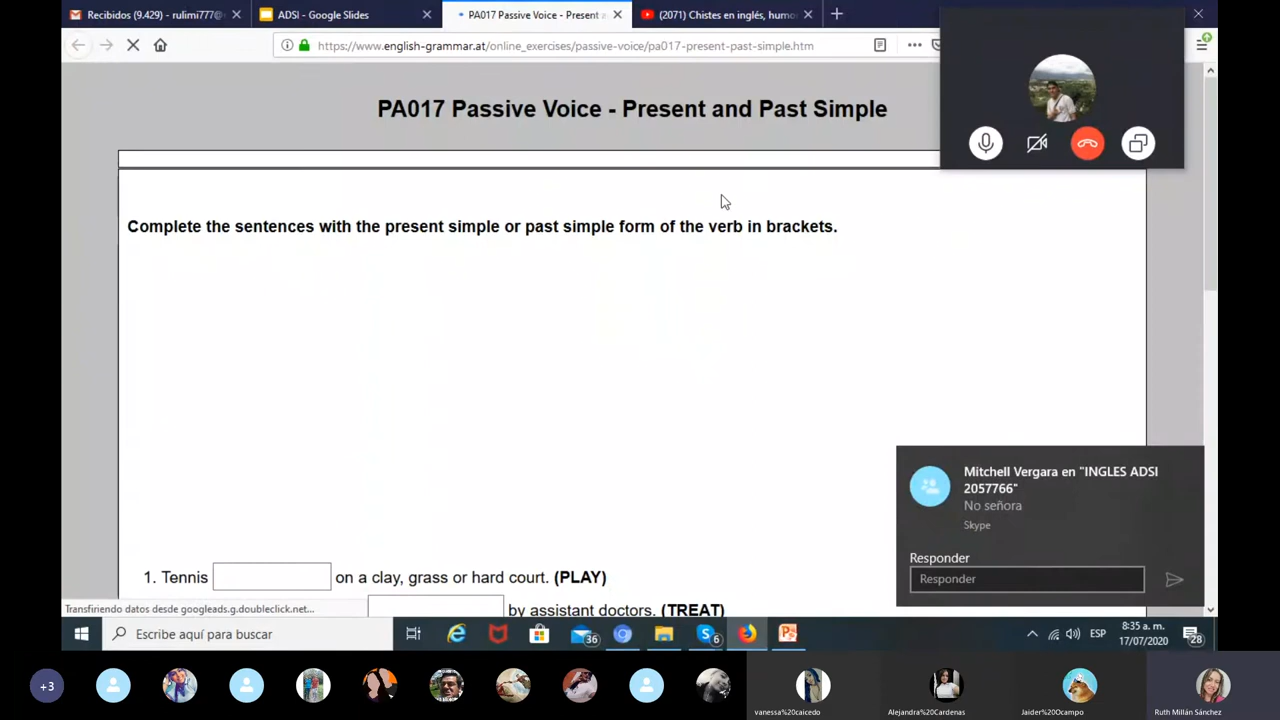 Recibidos (9.429) - rulimi777@
ADSI - Google Slides
PA017 Passive Voice - Present a
(2071) Chistes en inglés, humo
https://www.english-grammar.at/online_exercises/passive-voice/pa017-present-past-simple.htm
PA017 Passive Voice - Present and Past Simple
Complete the sentences with the present simple or past simple form of the verb in brackets.
Mitchell Vergara en "INGLES ADSI
2057766"
No señora
Skype
Responder
Responder
1. Tennis on a clay, grass or hard court. (PLAY)
by assistant doctors. (TREAT)
Transfiriendo datos desde googleads.g.doubleclick.net...
Escribe aquí para buscar
36
6
ESP
8:35 a. m.
17/07/2020
28
+3
vanessa%20caicedo
Alejandra%20Cardenas
Jaider%20Ocampo
Ruth Millán Sánchez